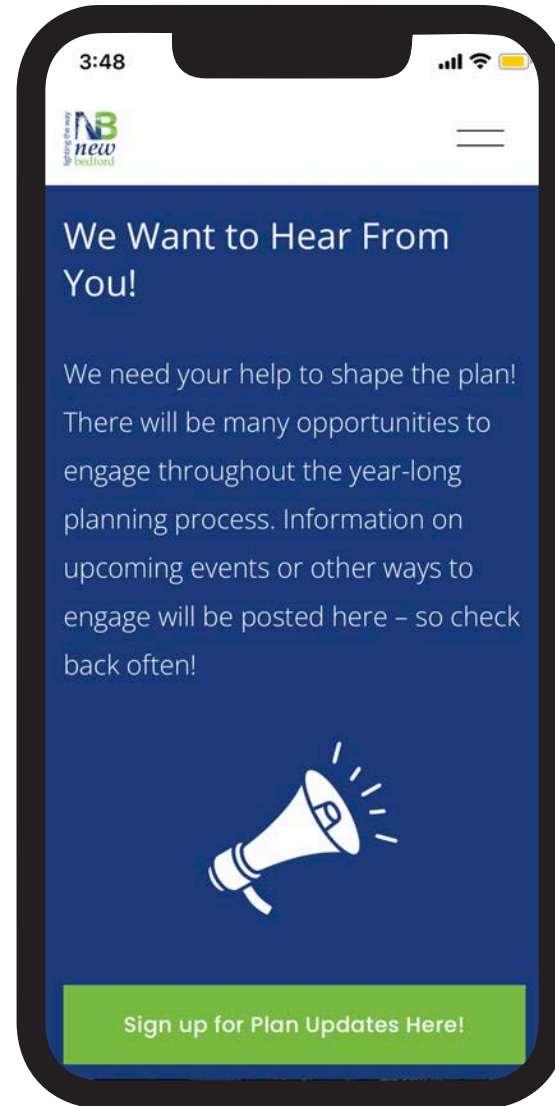 3:48
lighting the way
NB
new
bedford
We Want to Hear From
You!
We need your help to shape the plan!
There will be many opportunities to
engage throughout the year-long
planning process. Information on
upcoming events or other ways to
engage will be posted here – so check
back often!
Sign up for Plan Updates Here!